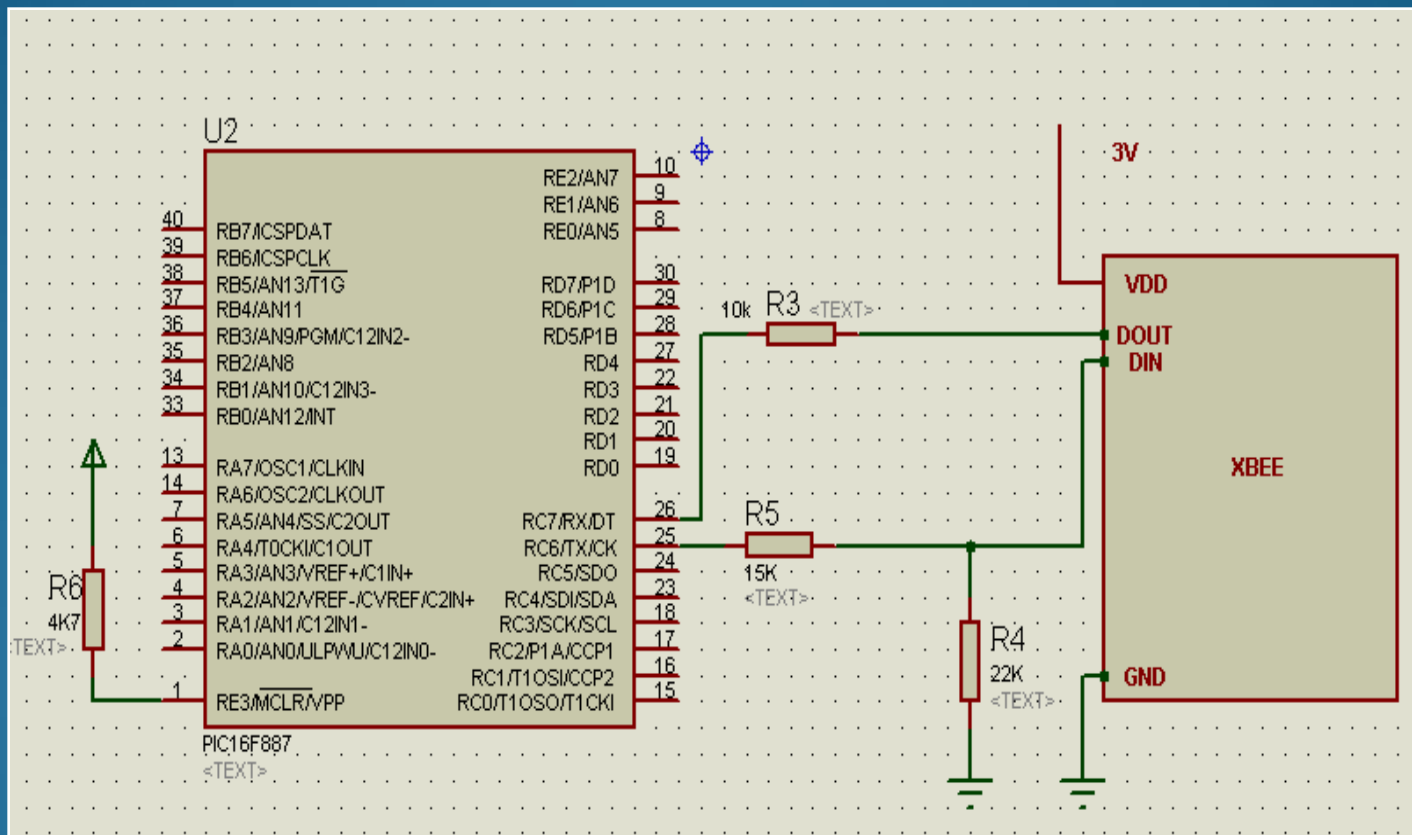 U2
40 RB7/ICSPDAT
39 RB6/ICSPCLK
38 RB5/AN13/T1G
37 RB4/AN11
36 RB3/AN9/PGM/C12IN2-
35 RB2/AN8
34 RB1/AN10/C12IN3-
33 RB0/AN12/INT
13 RA7/OSC1/CLKIN
14 RA6/OSC2/CLKOUT
7 RA5/AN4/SS/C2OUT
6 RA4/T0CKI/C1OUT
5 RA3/AN3/VREF+/C1IN+
4 RA2/AN2/VREF-/CVREF/C2IN+
3 RA1/AN1/C12IN1-
2 RA0/AN0/ULPWU/C12IN0-
1 RE3/MCLR/VPP
RE2/AN7 10
RE1/AN6 9
RE0/AN5 8
RD7/P1D 30
RD6/P1C 29
RD5/P1B 28
RD4 27
RD3 22
RD2 21
RD1 20
RD0 19
RC7/RX/DT 26
RC6/TX/CK 25
RC5/SDO 24
RC4/SDI/SDA 23
RC3/SCK/SCL 18
RC2/P1A/CCP1 17
RC1/T1OSI/CCP2 16
RC0/T1OSO/T1CKI 15
PIC16F887
<TEXT>
R6
4K7
<TEXT>
10k R3 <TEXT>
R5
15K
<TEXT>
R4
22K
<TEXT>
3V
VDD
DOUT
DIN
XBEE
GND